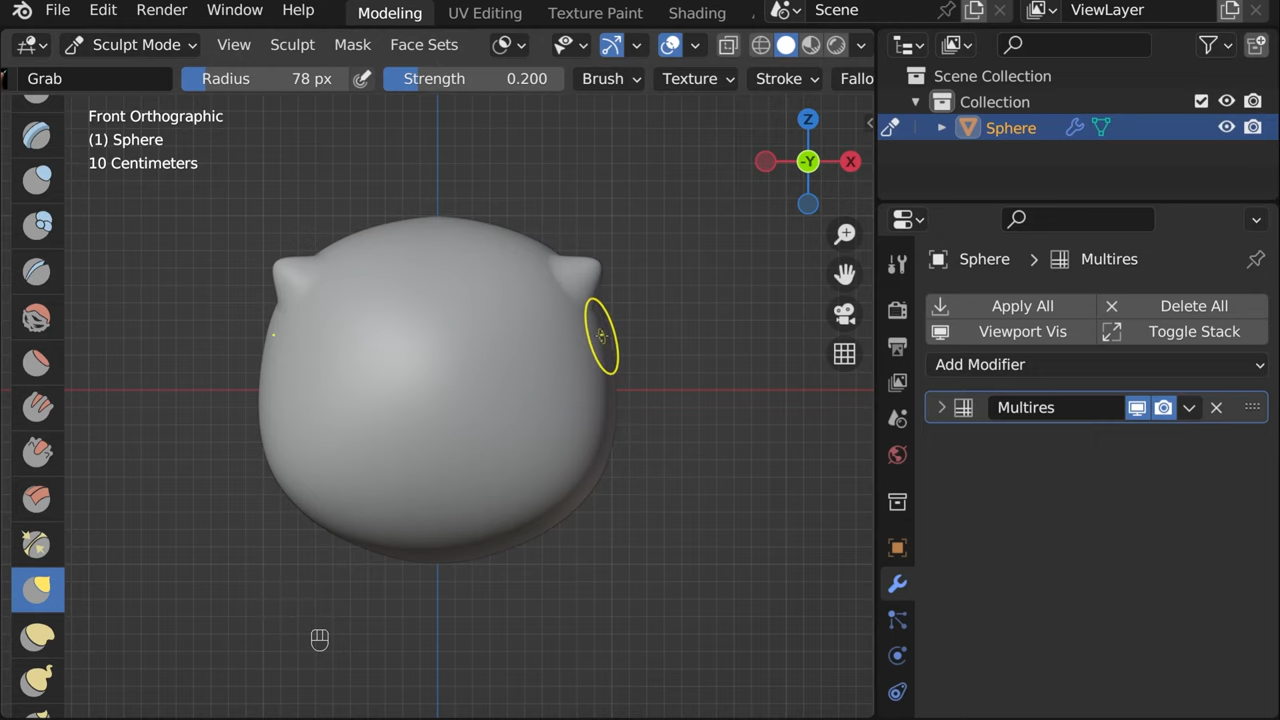 File Edit Render Window Help Modeling UV Editing Texture Paint Shading Scene ViewLayer
Sculpt Mode View Sculpt Mask Face Sets
Grab Radius 78 px Strength 0.200 Brush Texture Stroke Fallo
Scene Collection
Collection
Sphere
Front Orthographic
(1) Sphere
10 Centimeters
Z
-Y
X
Sphere Multires
Apply All Delete All
Viewport Vis Toggle Stack
Add Modifier
Multires